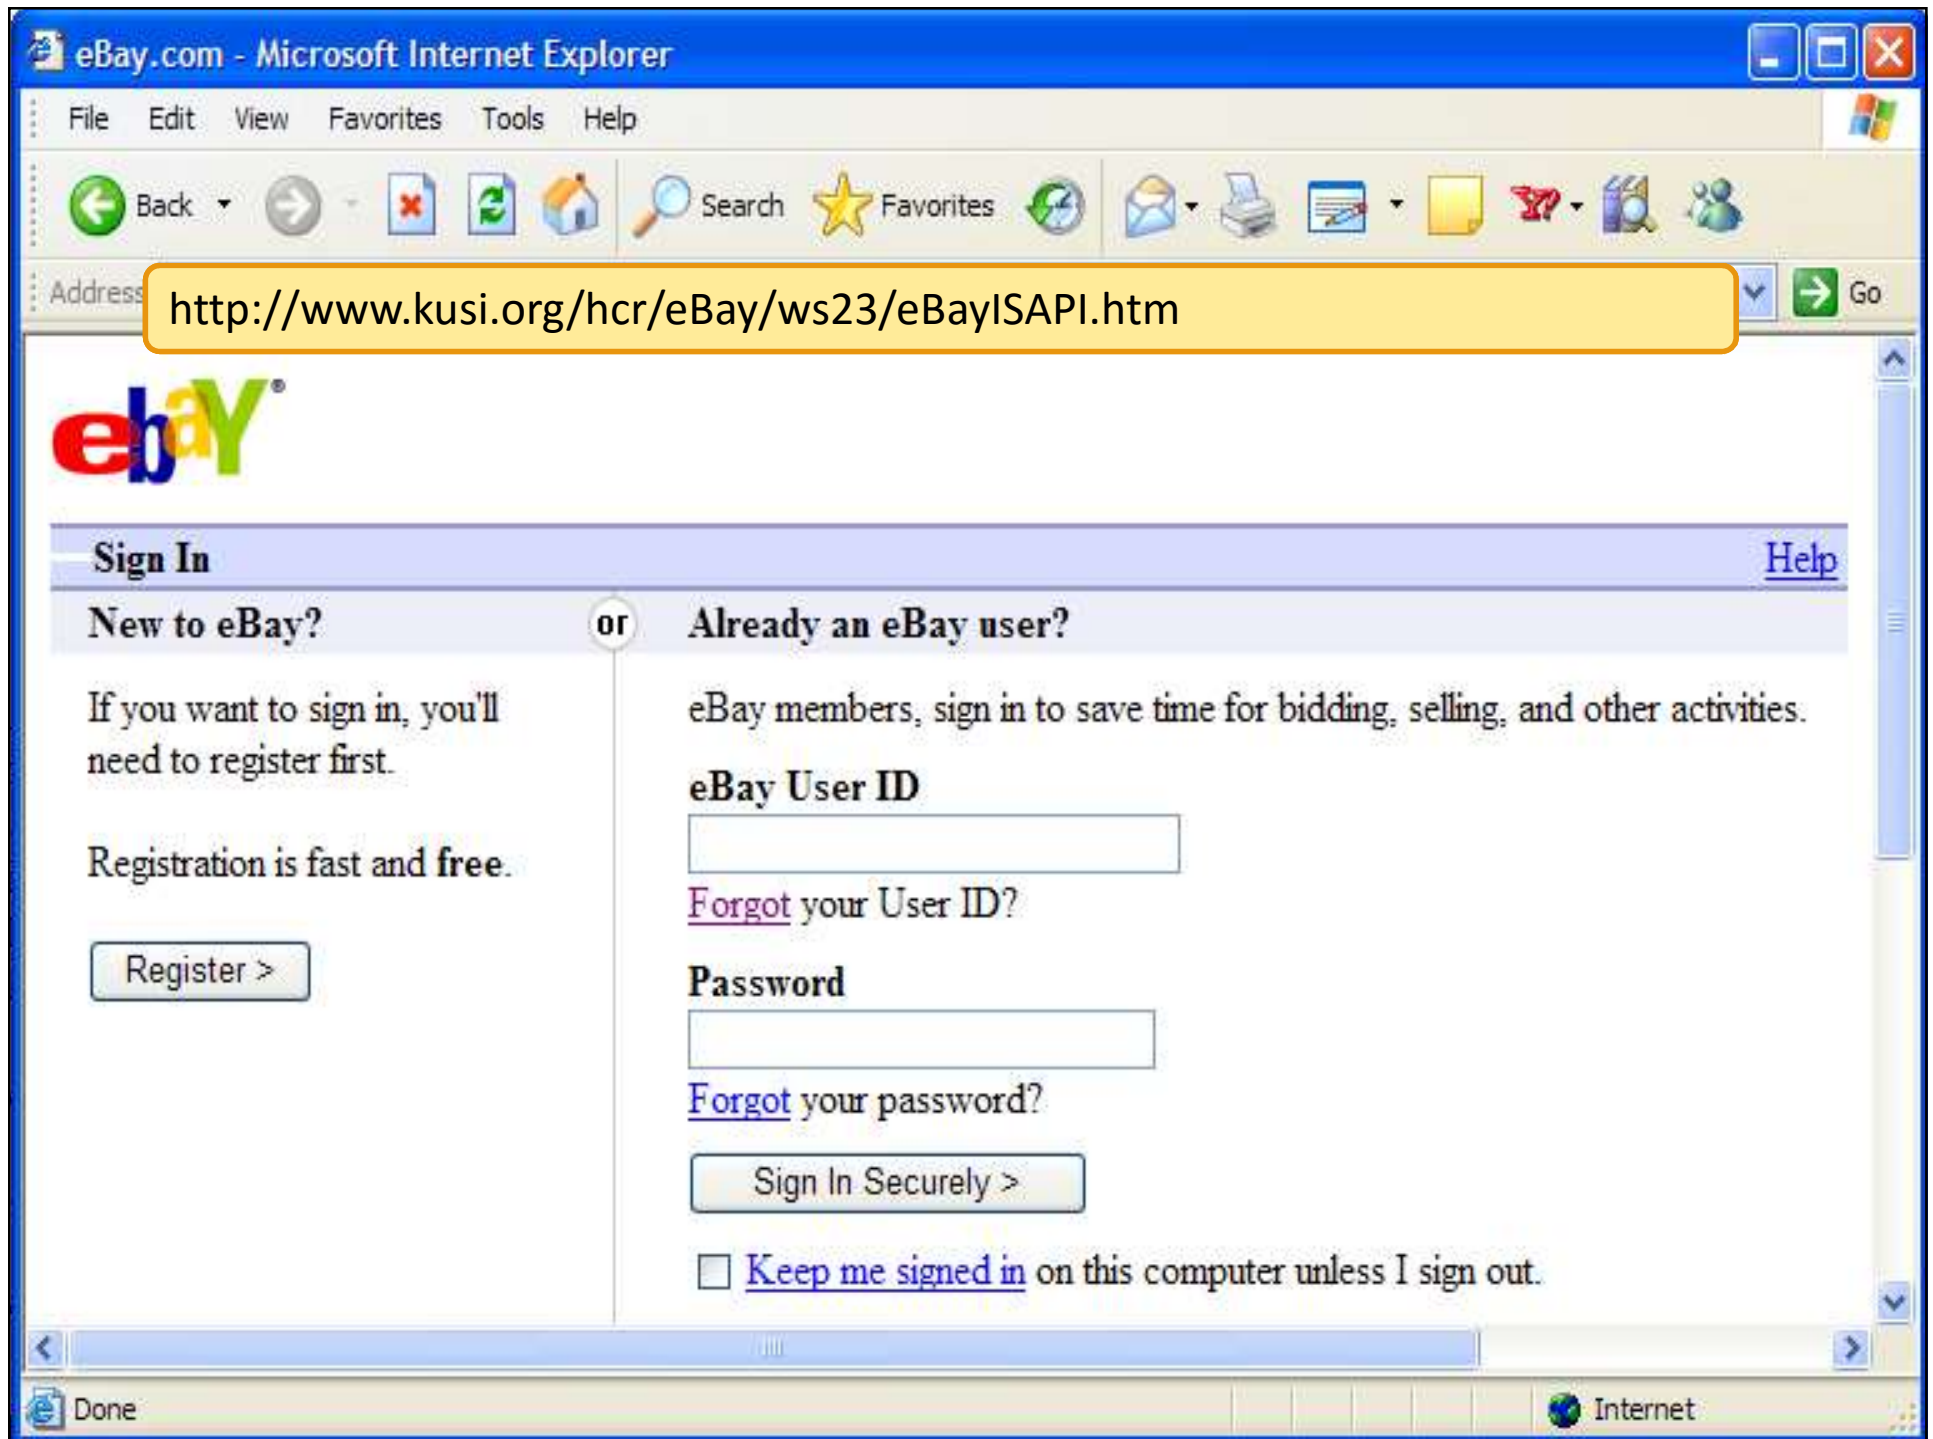 eBay.com - Microsoft Internet Explorer
File Edit View Favorites Tools Help
Back Search Favorites
Address Go
http://www.kusi.org/hcr/eBay/ws23/eBayISAPI.htm
ebaY®
Sign In Help
New to eBay? or Already an eBay user?
If you want to sign in, you'll
need to register first.
Registration is fast and free.
Register >
eBay members, sign in to save time for bidding, selling, and other activities.
eBay User ID
Forgot your User ID?
Password
Forgot your password?
Sign In Securely >
Keep me signed in on this computer unless I sign out.
Done Internet